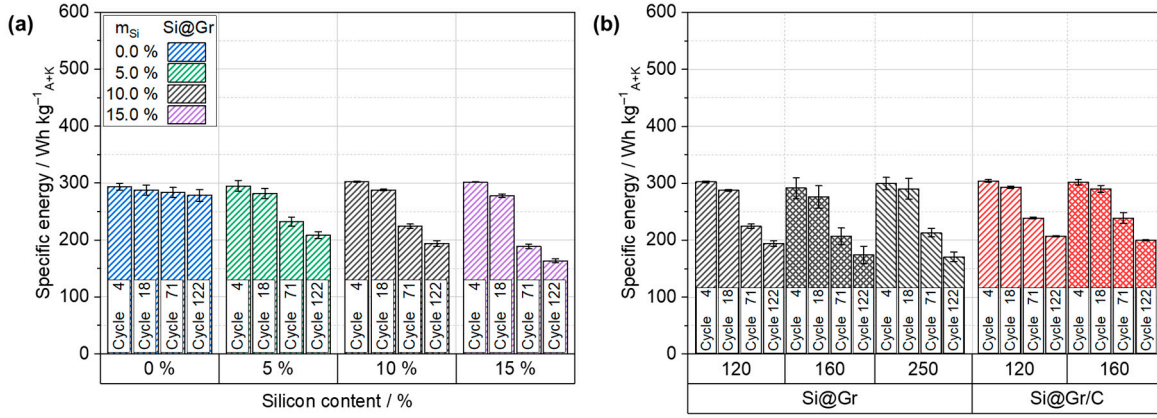 (a)
Specific energy / Wh kg⁻¹ A+K
600
500
400
300
200
100
0
mSi Si@Gr
0.0 %
5.0 %
10.0 %
15.0 %
Cycle 4
Cycle 18
Cycle 71
Cycle 122
Cycle 4
Cycle 18
Cycle 71
Cycle 122
Cycle 4
Cycle 18
Cycle 71
Cycle 122
Cycle 4
Cycle 18
Cycle 71
Cycle 122
0 % 5 % 10 % 15 %
Silicon content / %
(b)
Specific energy / Wh kg⁻¹ A+K
600
500
400
300
200
100
0
Cycle 4
Cycle 18
Cycle 71
Cycle 122
Cycle 4
Cycle 18
Cycle 71
Cycle 122
Cycle 4
Cycle 18
Cycle 71
Cycle 122
Cycle 4
Cycle 18
Cycle 71
Cycle 122
Cycle 4
Cycle 18
Cycle 71
Cycle 122
120 160 250 120 160
Si@Gr Si@Gr/C